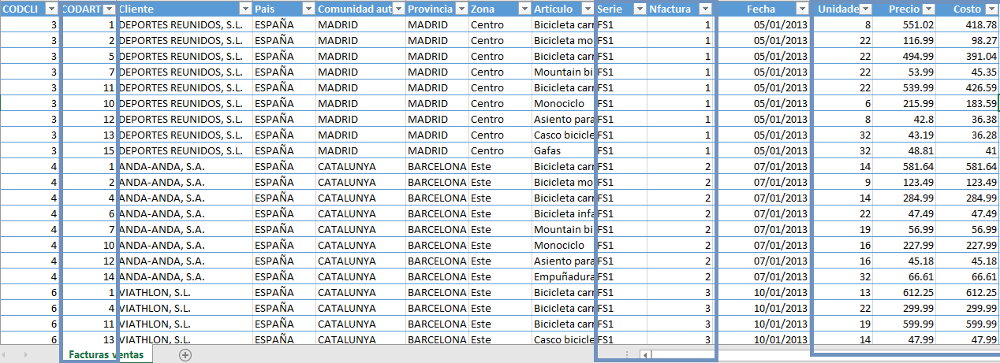 CODCLI CODART Cliente Pais Comunidad aut Provincia Zona Artículo Serie Nfactura Fecha Unidade Precio Costo
3 1 DEPORTES REUNIDOS, S.L. ESPAÑA MADRID MADRID Centro Bicicleta carr FS1 1 05/01/2013 8 551.02 418.78
3 2 DEPORTES REUNIDOS, S.L. ESPAÑA MADRID MADRID Centro Bicicleta mo FS1 1 05/01/2013 22 116.99 98.27
3 5 DEPORTES REUNIDOS, S.L. ESPAÑA MADRID MADRID Centro Bicicleta carr FS1 1 05/01/2013 22 494.99 391.04
3 7 DEPORTES REUNIDOS, S.L. ESPAÑA MADRID MADRID Centro Mountain bi FS1 1 05/01/2013 22 53.99 45.35
3 11 DEPORTES REUNIDOS, S.L. ESPAÑA MADRID MADRID Centro Bicicleta carr FS1 1 05/01/2013 22 539.99 426.59
3 10 DEPORTES REUNIDOS, S.L. ESPAÑA MADRID MADRID Centro Monociclo FS1 1 05/01/2013 6 215.99 183.59
3 12 DEPORTES REUNIDOS, S.L. ESPAÑA MADRID MADRID Centro Asiento para FS1 1 05/01/2013 8 42.8 36.38
3 13 DEPORTES REUNIDOS, S.L. ESPAÑA MADRID MADRID Centro Casco bicicle FS1 1 05/01/2013 32 43.19 36.28
3 15 DEPORTES REUNIDOS, S.L. ESPAÑA MADRID MADRID Centro Gafas FS1 1 05/01/2013 32 48.81 41
4 1 ANDA-ANDA, S.A. ESPAÑA CATALUNYA BARCELONA Este Bicicleta carr FS1 2 07/01/2013 14 581.64 581.64
4 2 ANDA-ANDA, S.A. ESPAÑA CATALUNYA BARCELONA Este Bicicleta mo FS1 2 07/01/2013 9 123.49 123.49
4 4 ANDA-ANDA, S.A. ESPAÑA CATALUNYA BARCELONA Este Bicicleta carr FS1 2 07/01/2013 14 284.99 284.99
4 6 ANDA-ANDA, S.A. ESPAÑA CATALUNYA BARCELONA Este Bicicleta infa FS1 2 07/01/2013 22 47.49 47.49
4 7 ANDA-ANDA, S.A. ESPAÑA CATALUNYA BARCELONA Este Mountain bi FS1 2 07/01/2013 19 56.99 56.99
4 10 ANDA-ANDA, S.A. ESPAÑA CATALUNYA BARCELONA Este Monociclo FS1 2 07/01/2013 16 227.99 227.99
4 12 ANDA-ANDA, S.A. ESPAÑA CATALUNYA BARCELONA Este Asiento para FS1 2 07/01/2013 16 45.18 45.18
4 14 ANDA-ANDA, S.A. ESPAÑA CATALUNYA BARCELONA Este Empuñadura FS1 2 07/01/2013 32 66.61 66.61
6 1 VIATHLON, S.L. ESPAÑA CATALUNYA BARCELONA Este Bicicleta carr FS1 3 10/01/2013 13 612.25 612.25
6 4 VIATHLON, S.L. ESPAÑA CATALUNYA BARCELONA Este Bicicleta carr FS1 3 10/01/2013 22 299.99 299.99
6 11 VIATHLON, S.L. ESPAÑA CATALUNYA BARCELONA Este Bicicleta carr FS1 3 10/01/2013 19 599.99 599.99
6 13 VIATHLON, S.L. ESPAÑA CATALUNYA BARCELONA Este Casco bicicle FS1 3 10/01/2013 14 47.99 47.99
Facturas ventas